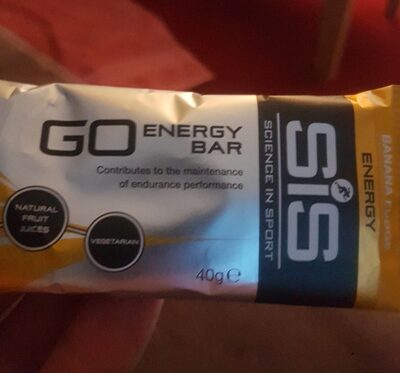 GO ENERGY
BAR
Contributes to the maintenance
of endurance performance
NATURAL
FRUIT
JUICES
VEGETARIAN
40g e
SCIENCE IN SPORT
SiS
ENERGY
BANANA FUDGE